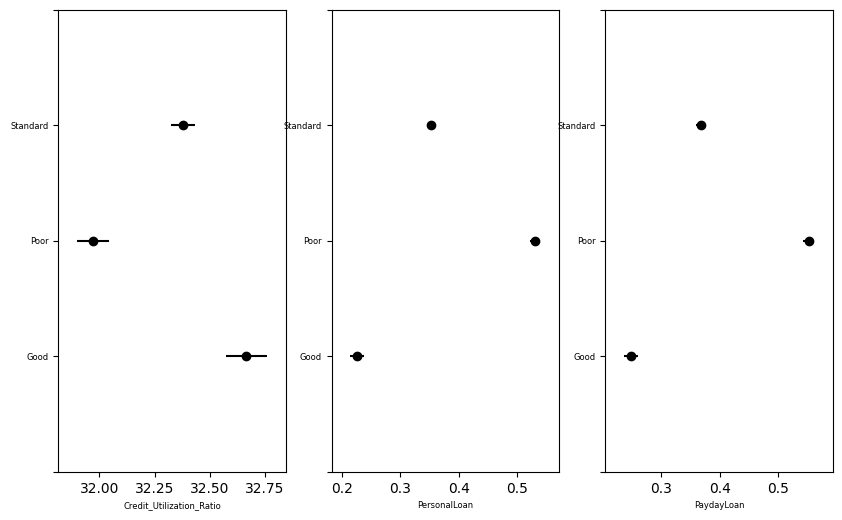 Standard
Poor
Good
32.00 32.25 32.50 32.75
Credit_Utilization_Ratio
Standard
Poor
Good
0.2 0.3 0.4 0.5
PersonalLoan
Standard
Poor
Good
0.3 0.4 0.5
PaydayLoan